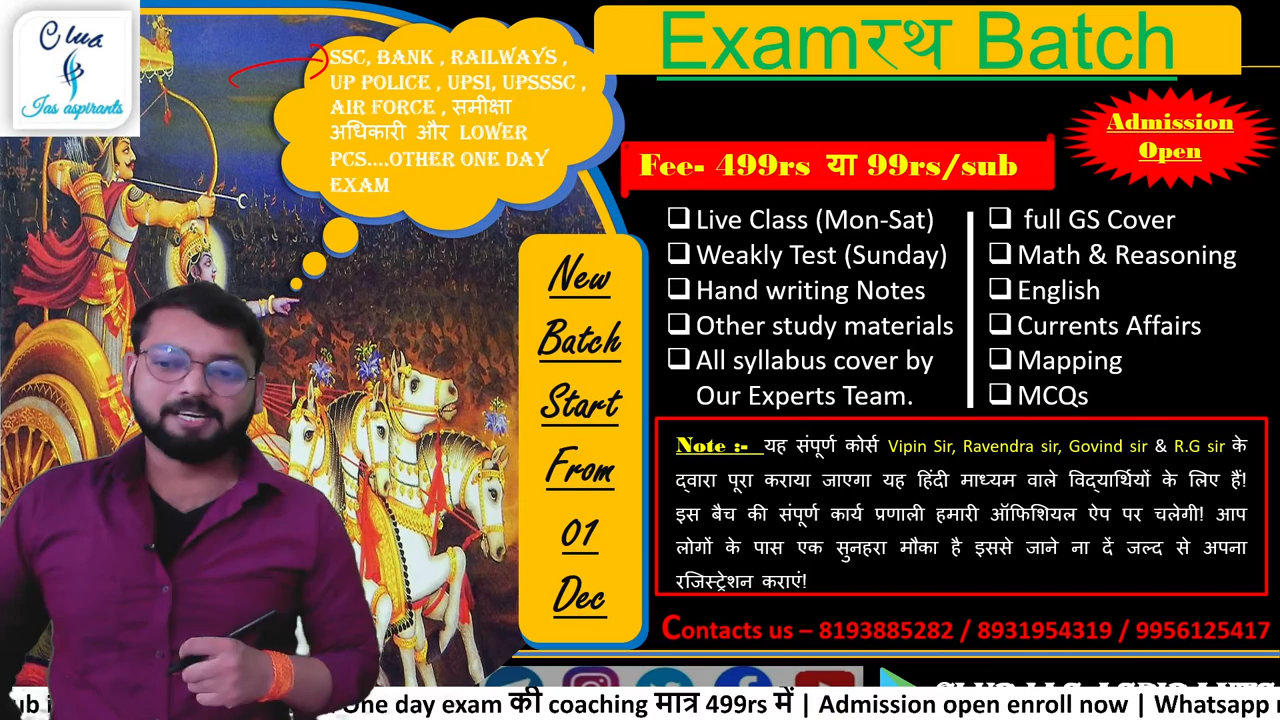 Clua
Ias aspirants
SSC, BANK , RAILWAYS ,
UP POLICE , UPSI, UPSSSC ,
AIR FORCE , समीक्षा
अधिकारी और LOWER
PCS....OTHER ONE DAY
EXAM
Examरथ Batch
Admission
Open
Fee- 499rs या 99rs/sub
Live Class (Mon-Sat)
Weakly Test (Sunday)
Hand writing Notes
Other study materials
All syllabus cover by
Our Experts Team.
full GS Cover
Math & Reasoning
English
Currents Affairs
Mapping
MCQs
New
Batch
Start
From
01
Dec
Note :- यह संपूर्ण कोर्स Vipin Sir, Ravendra sir, Govind sir & R.G sir के
द्वारा पूरा कराया जाएगा यह हिंदी माध्यम वाले विद्यार्थियों के लिए हैं!
इस बैच की संपूर्ण कार्य प्रणाली हमारी ऑफिशियल ऐप पर चलेगी! आप
लोगों के पास एक सुनहरा मौका है इससे जाने ना दें जल्द से अपना
रजिस्ट्रेशन कराएं!
Contacts us – 8193885282 / 8931954319 / 9956125417
One day exam की coaching मात्र 499rs में | Admission open enroll now | Whatsapp